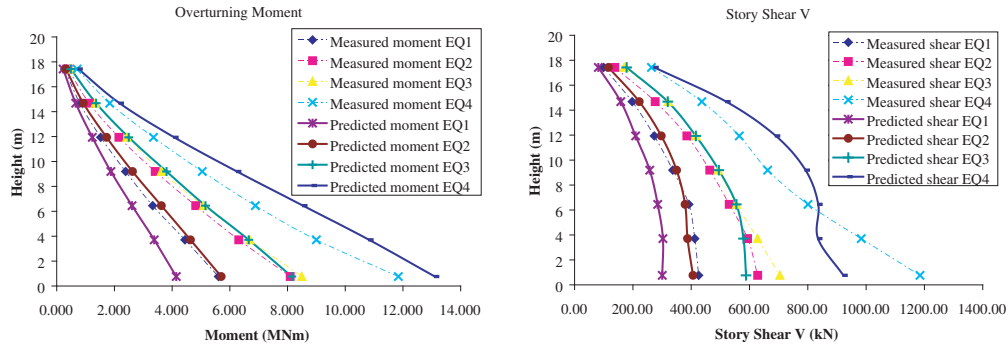 Overturning Moment
20
18
16
14
12
10
8
6
4
2
0
Height (m)
0.000 2.000 4.000 6.000 8.000 10.000 12.000 14.000
Moment (MNm)
Measured moment EQ1
Measured moment EQ2
Measured moment EQ3
Measured moment EQ4
Predicted moment EQ1
Predicted moment EQ2
Predicted moment EQ3
Predicted moment EQ4
Story Shear V
20
18
16
14
12
10
8
6
4
2
0
Height (m)
0.00 200.00 400.00 600.00 800.00 1000.00 1200.00 1400.00
Story Shear V (kN)
Measured shear EQ1
Measured shear EQ2
Measured shear EQ3
Measured shear EQ4
Predicted shear EQ1
Predicted shear EQ2
Predicted shear EQ3
Predicted shear EQ4